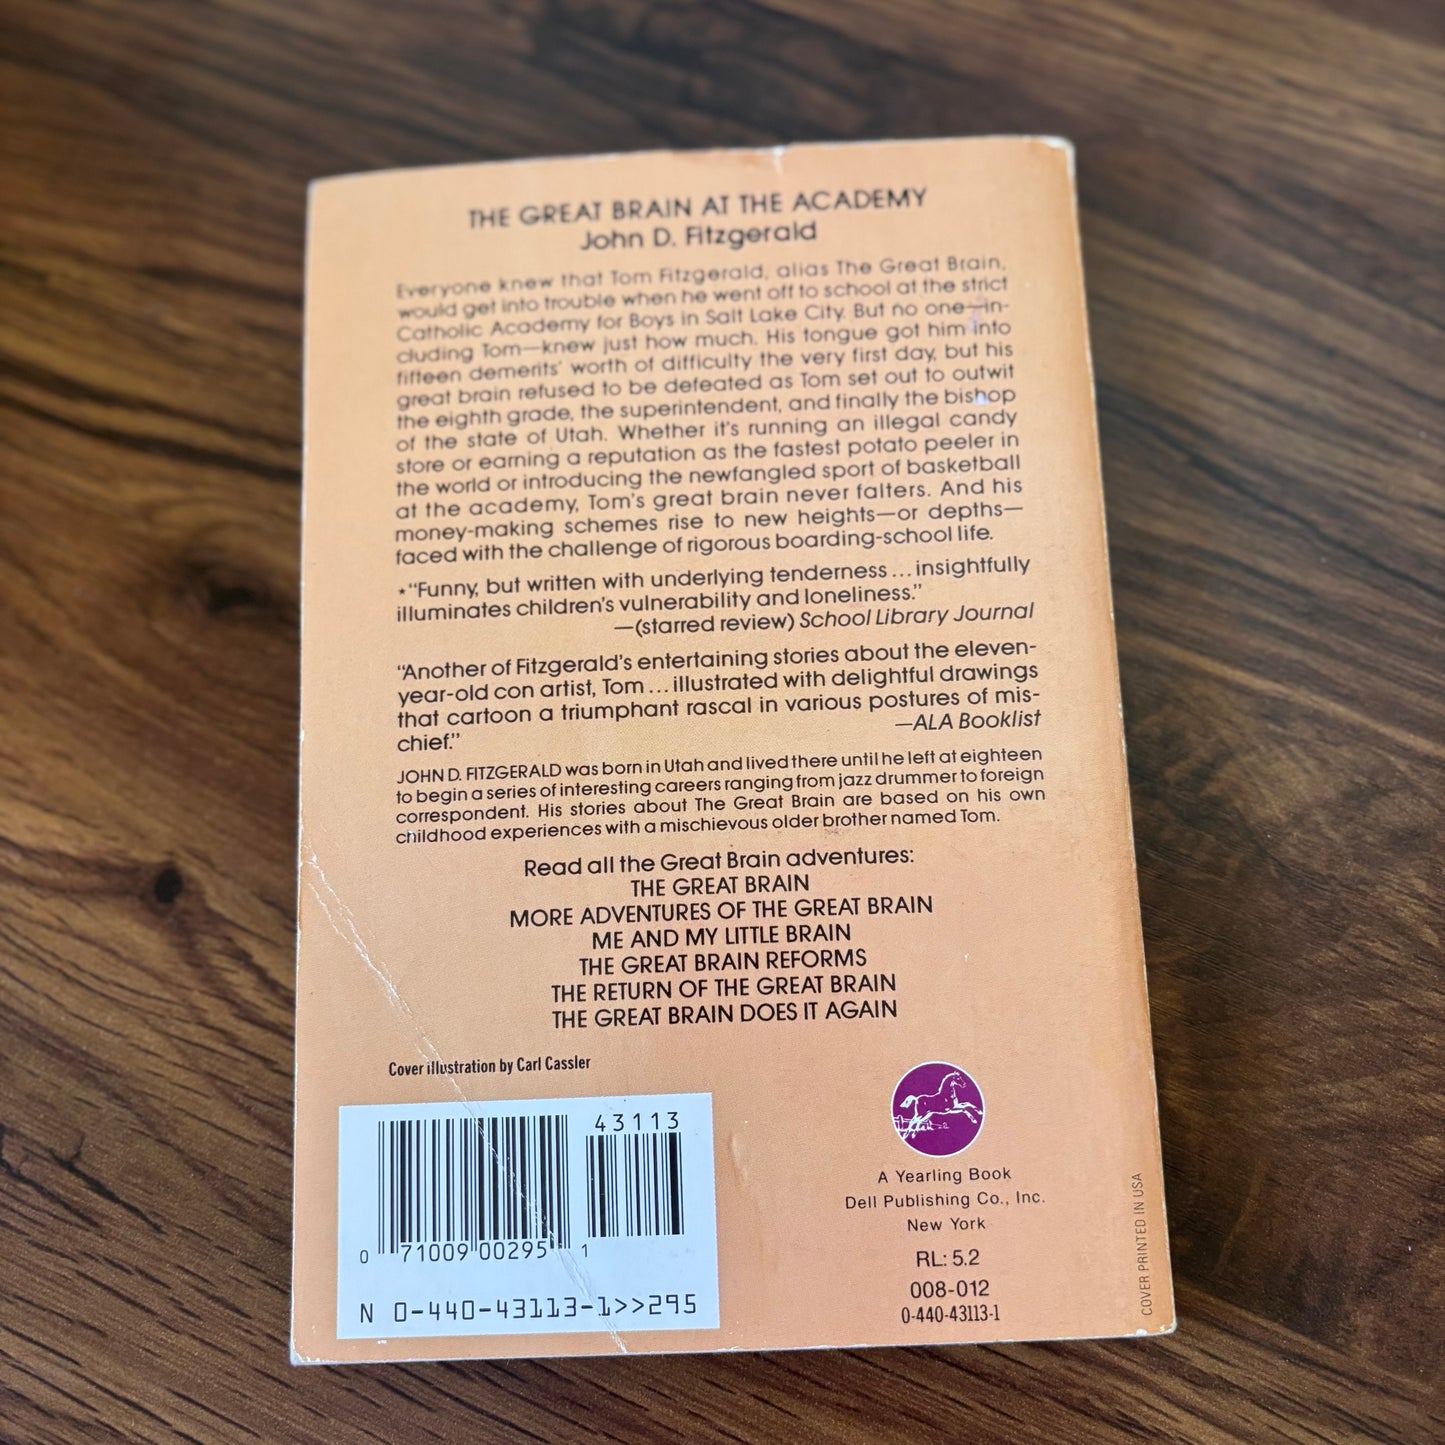 THE GREAT BRAIN AT THE ACADEMY
John D. Fitzgerald
Everyone knew that Tom Fitzgerald, alias The Great Brain,
would get into trouble when he went off to school at the strict
Catholic Academy for Boys in Salt Lake City. But no one—in-
cluding Tom—knew just how much. His tongue got him into
fifteen demerits' worth of difficulty the very first day, but his
great brain refused to be defeated as Tom set out to outwit
the eighth grade, the superintendent, and finally the bishop
of the state of Utah. Whether it's running an illegal candy
store or earning a reputation as the fastest potato peeler in
the world or introducing the newfangled sport of basketball
at the academy, Tom's great brain never falters. And his
money-making schemes rise to new heights—or depths—
faced with the challenge of rigorous boarding-school life.
★"Funny, but written with underlying tenderness...insightfully
illuminates children's vulnerability and loneliness."
—(starred review) School Library Journal
"Another of Fitzgerald's entertaining stories about the eleven-
year-old con artist, Tom...illustrated with delightful drawings
that cartoon a triumphant rascal in various postures of mis-
chief."
—ALA Booklist
JOHN D. FITZGERALD was born in Utah and lived there until he left at eighteen
to begin a series of interesting careers ranging from jazz drummer to foreign
correspondent. His stories about The Great Brain are based on his own
childhood experiences with a mischievous older brother named Tom.
Read all the Great Brain adventures:
THE GREAT BRAIN
MORE ADVENTURES OF THE GREAT BRAIN
ME AND MY LITTLE BRAIN
THE GREAT BRAIN REFORMS
THE RETURN OF THE GREAT BRAIN
THE GREAT BRAIN DOES IT AGAIN
Cover illustration by Carl Cassler
43113
0 71009 00295 1
N 0-440-43113-1>>295
A Yearling Book
Dell Publishing Co., Inc.
New York
RL: 5.2
008-012
0-440-43113-1
COVER PRINTED IN USA